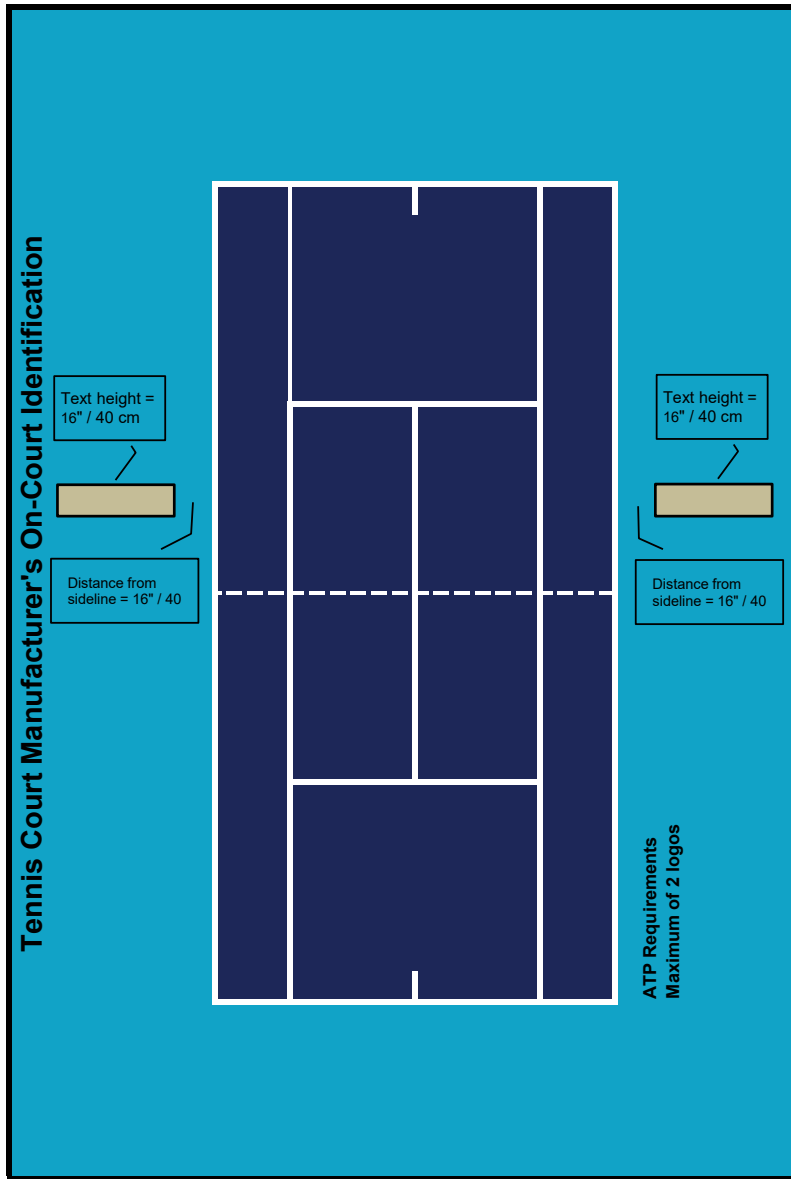 Tennis Court Manufacturer's On-Court Identification
Text height =
16" / 40 cm
Text height =
16" / 40 cm
Distance from
sideline = 16" / 40
Distance from
sideline = 16" / 40
ATP Requirements
Maximum of 2 logos